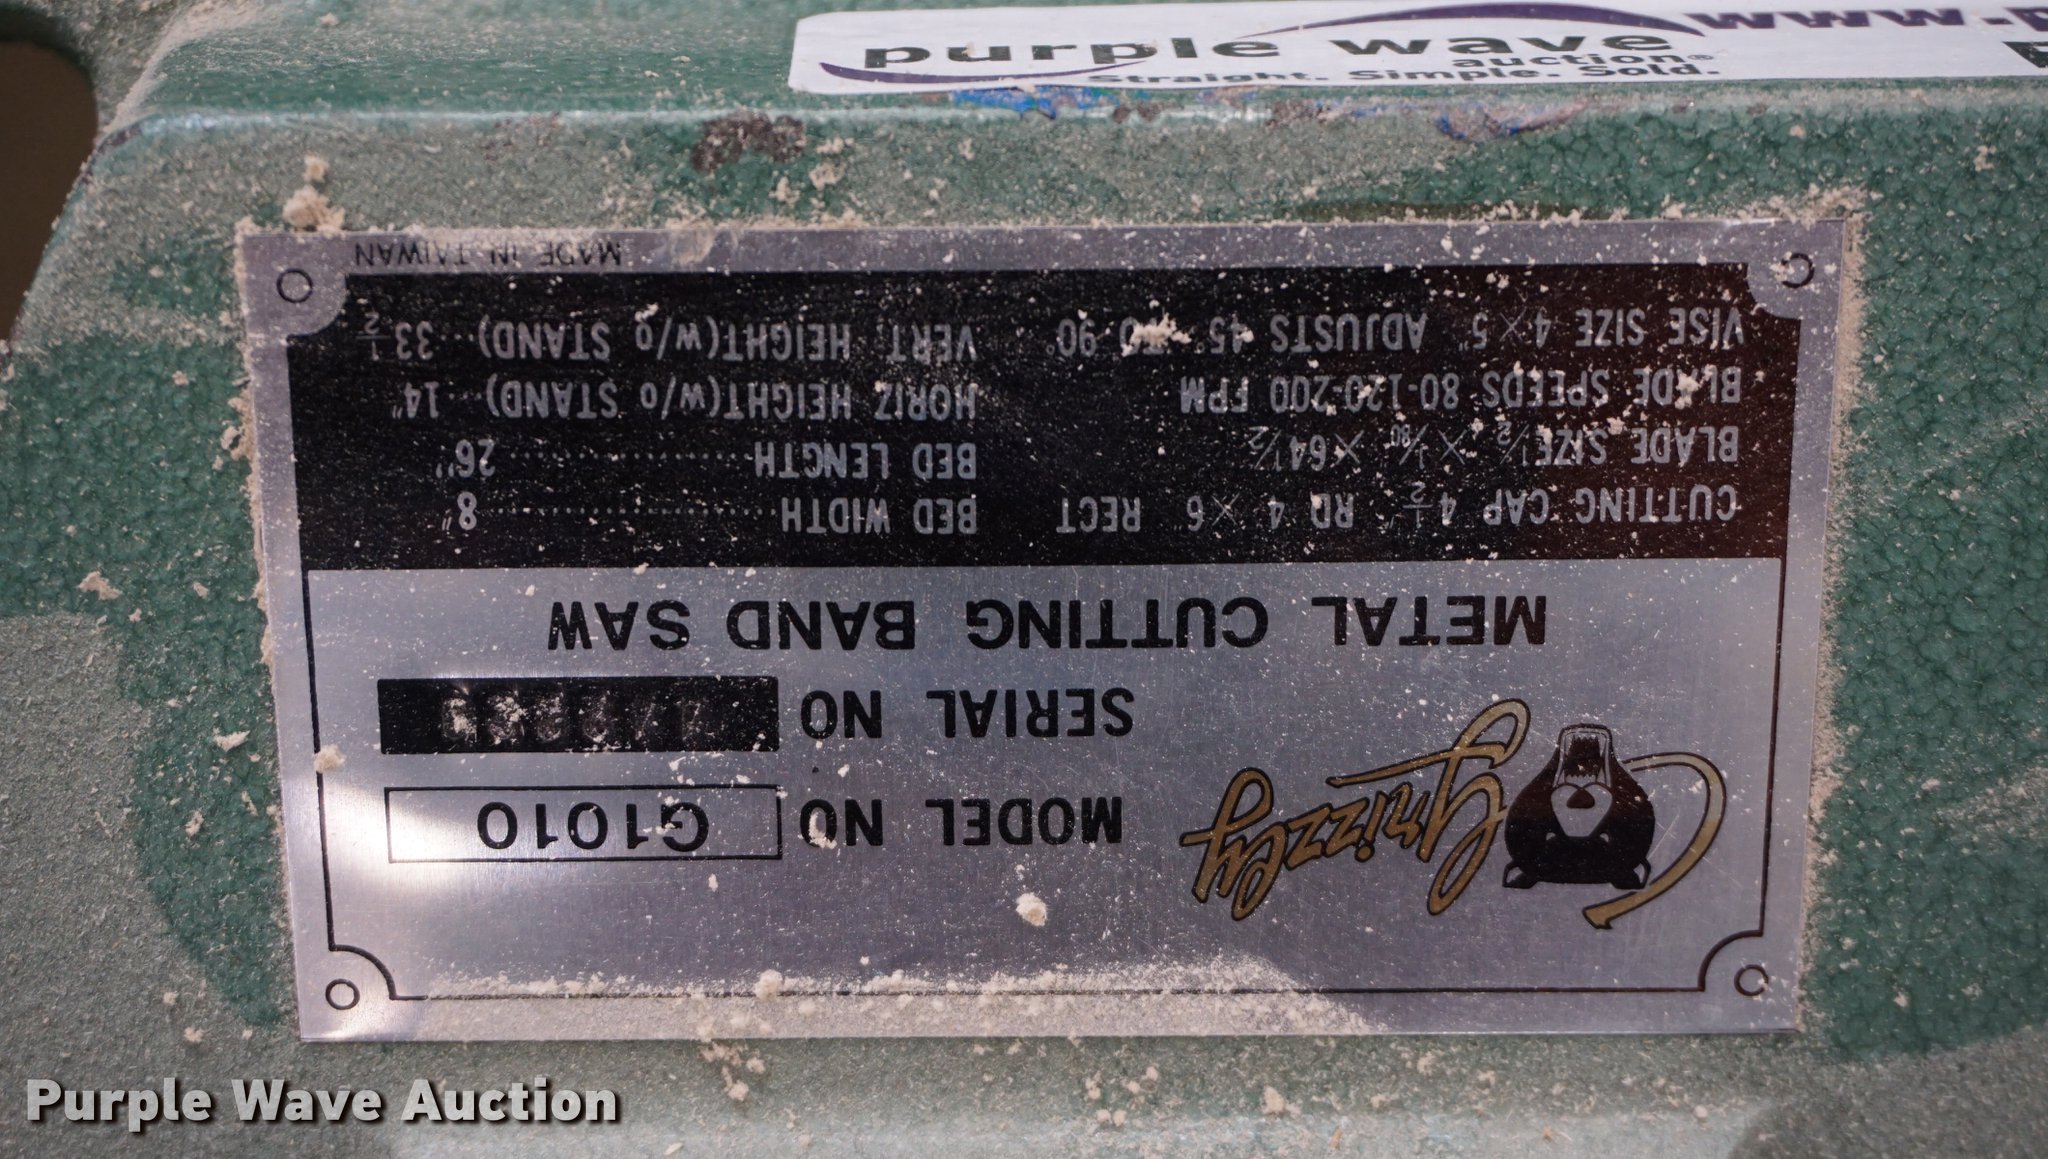 purple wave
auction®
Straight. Simple. Sold.
www.p
Grizzly
MODEL NO G1010
SERIAL NO
METAL CUTTING BAND SAW
CUTTING CAP 4 1/2" RD 4 × 6 RECT
BLADE SIZE 1/2 × 1/80 × 64 1/2
BLADE SPEEDS 80-120-200 FPM
VISE SIZE 4 × 5" ADJUSTS 45° TO 90°
BED WIDTH 8"
BED LENGTH 26"
HORIZ HEIGHT(W/O STAND) 14"
VERT HEIGHT(W/O STAND) 33 1/2
MADE IN TAIWAN
Purple Wave Auction